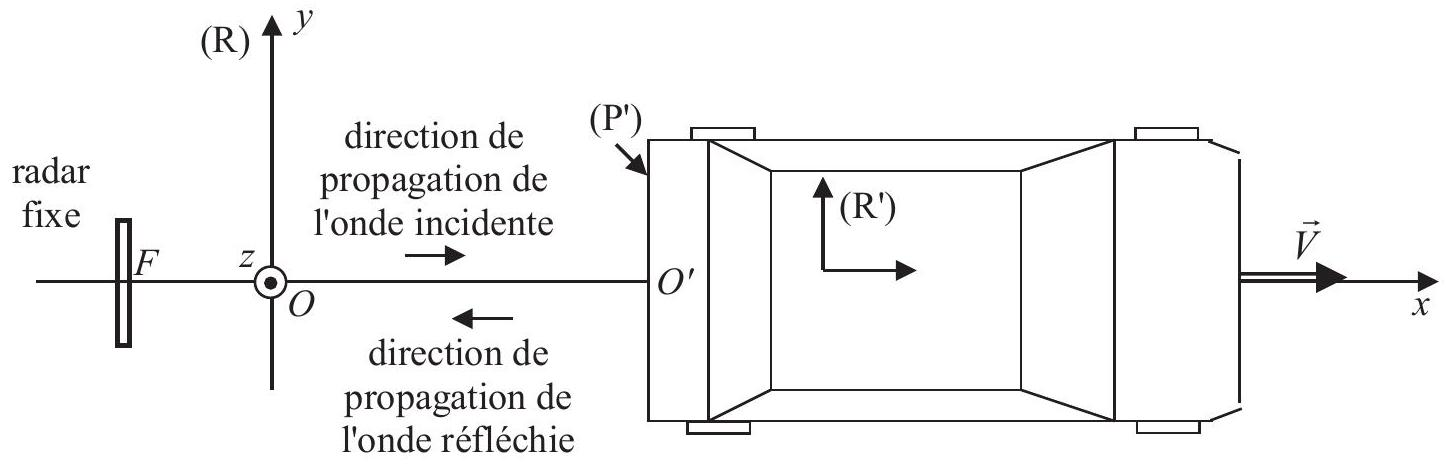 (R)
y
radar
fixe
F
z
O
direction de
propagation de
l'onde incidente
direction de
propagation de
l'onde réfléchie
(P')
O'
(R')
V
x